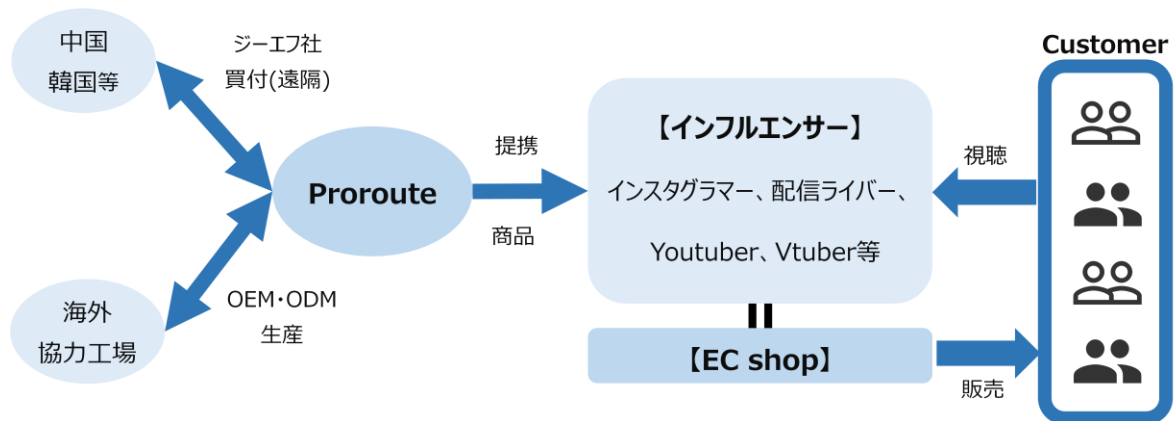 中国
韓国等
ジーエフ社
買付(遠隔)
Proroute
海外
協力工場
OEM・ODM
生産
提携
商品
【インフルエンサー】
インスタグラマー、配信ライバー、
Youtuber、Vtuber等
【EC shop】
視聴
販売
Customer